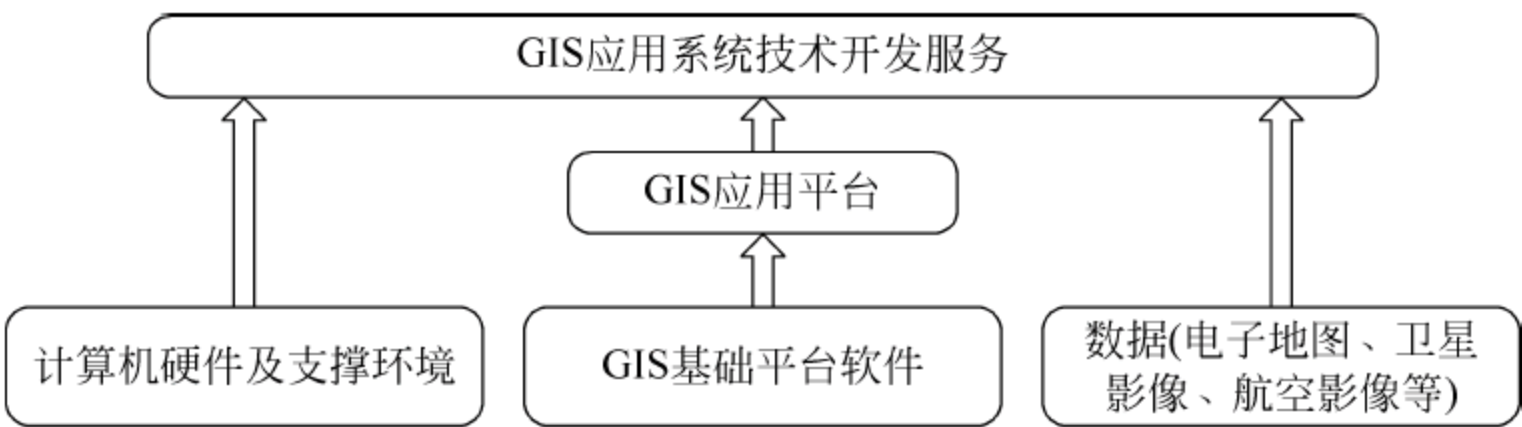 GIS应用系统技术开发服务
GIS应用平台
计算机硬件及支撑环境
GIS基础平台软件
数据(电子地图、卫星
影像、航空影像等)